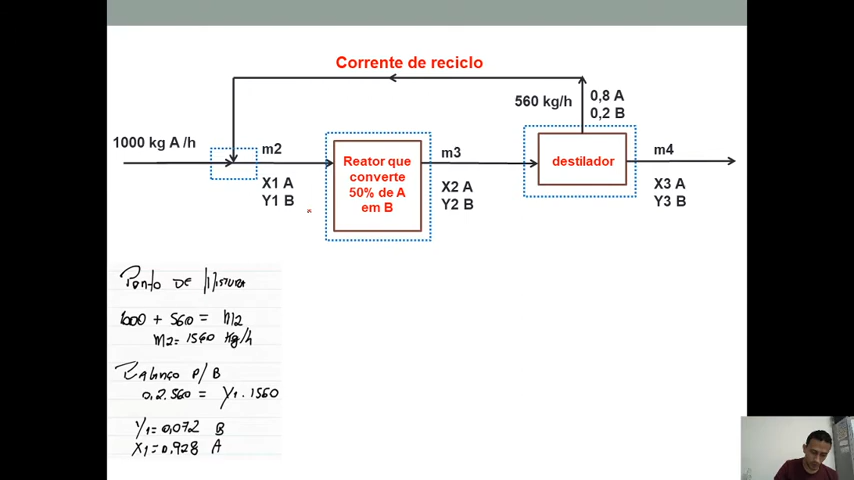 Corrente de reciclo
560 kg/h
0,8 A
0,2 B
1000 kg A /h
m2
m3
m4
X1 A
Y1 B
Reator que
converte
50% de A
em B
X2 A
Y2 B
destilador
X3 A
Y3 B
Ponto DE MISTURA
1000 + 560 = M2
M2= 1560 Kg/h
BALANÇO P/ B
0,2.560 = Y1.1560
Y1=0,072 B
X1=0,928 A